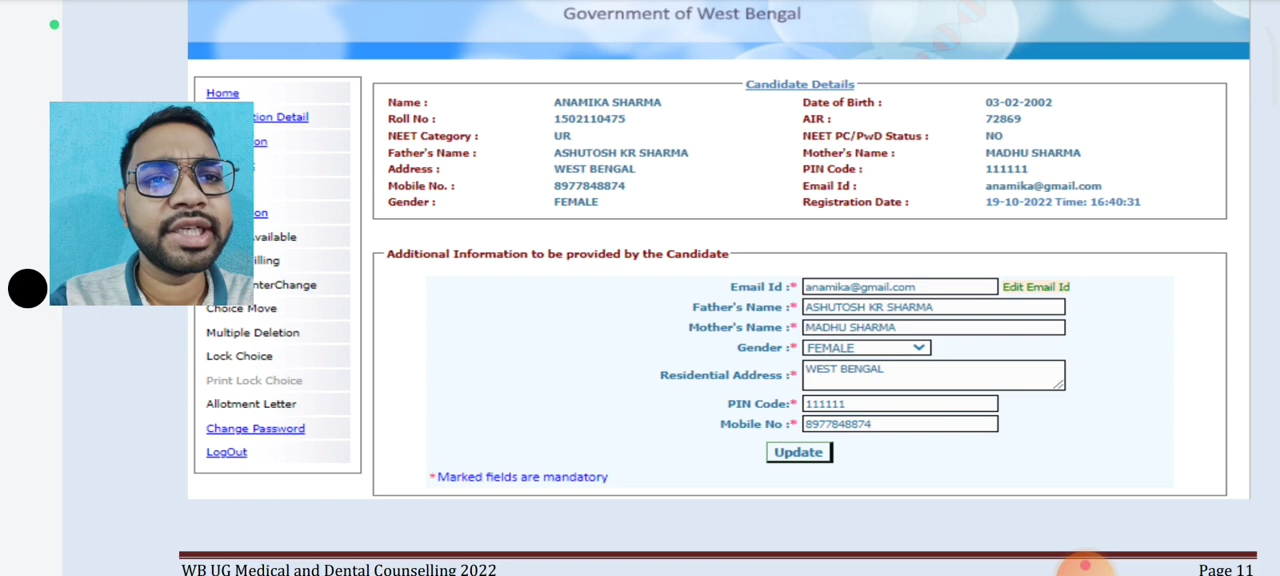 Government of West Bengal
Home
tion Detail
on
on
vailable
illing
nterChange
Choice Move
Multiple Deletion
Lock Choice
Print Lock Choice
Allotment Letter
Change Password
LogOut
Candidate Details
Name : ANAMIKA SHARMA Date of Birth : 03-02-2002
Roll No : 1502110475 AIR : 72869
NEET Category : UR NEET PC/PwD Status : NO
Father's Name : ASHUTOSH KR SHARMA Mother's Name : MADHU SHARMA
Address : WEST BENGAL PIN Code : 111111
Mobile No. : 8977848874 Email Id : anamika@gmail.com
Gender : FEMALE Registration Date : 19-10-2022 Time: 16:40:31
Additional Information to be provided by the Candidate
Email Id :* anamika@gmail.com Edit Email Id
Father's Name :* ASHUTOSH KR SHARMA
Mother's Name :* MADHU SHARMA
Gender :* FEMALE
Residential Address :* WEST BENGAL
PIN Code:* 111111
Mobile No :* 8977848874
Update
*Marked fields are mandatory
WB UG Medical and Dental Counselling 2022 Page 11